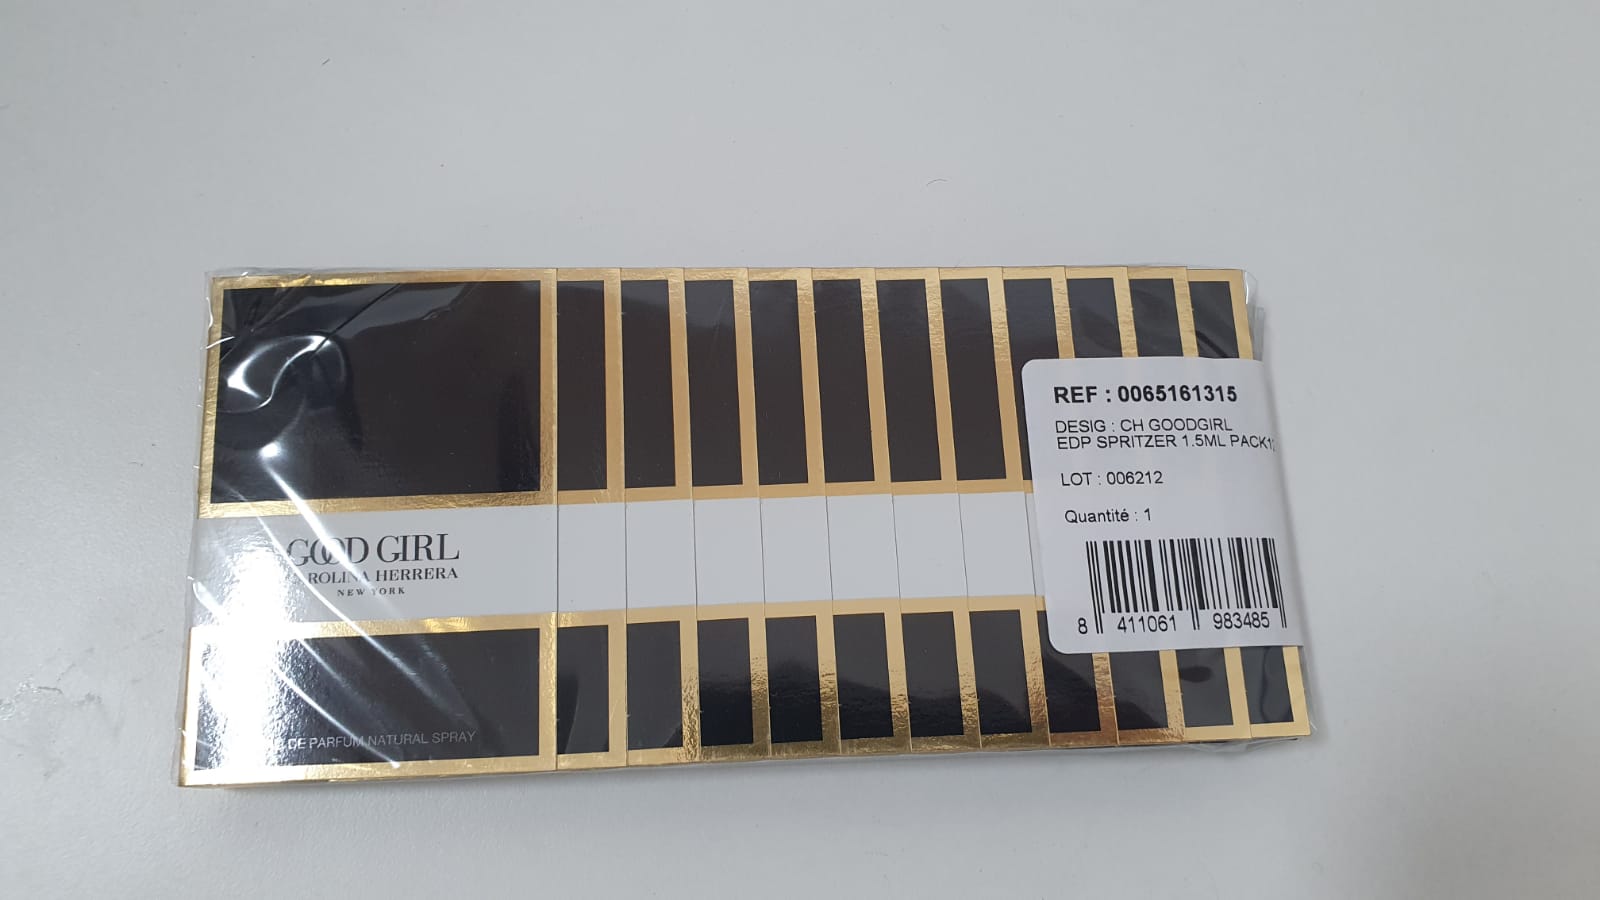 GOOD GIRL
ROLINA HERRERA
NEW YORK
DE PARFUM NATURAL SPRAY
REF : 0065161315
DESIG : CH GOODGIRL
EDP SPRITZER 1.5ML PACK1
LOT : 006212
Quantité : 1
8 411061 983485